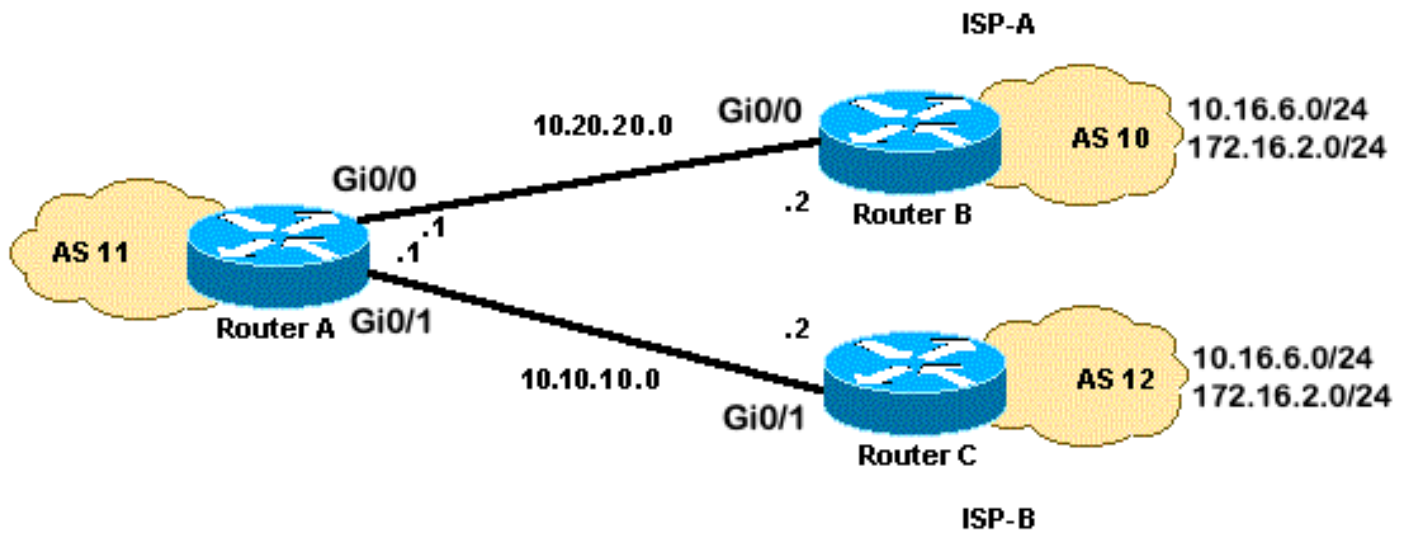 ISP-A
Gi0/0
10.20.20.0
10.16.6.0/24
AS 10
172.16.2.0/24
Gi0/0
.2
Router B
.1
AS 11
.1
Router A
Gi0/1
.2
10.10.10.0
10.16.6.0/24
AS 12
172.16.2.0/24
Gi0/1
Router C
ISP-B